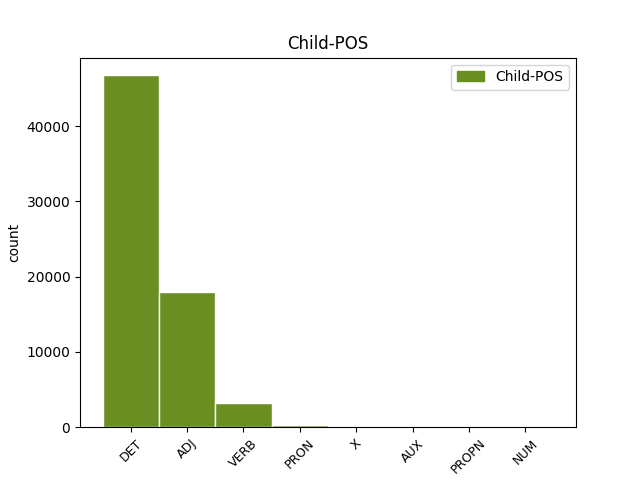 Child-POS
Child-POS
count
40000
30000
20000
10000
0
DET
ADJ
VERB
PRON
X
AUX
PROPN
NUM